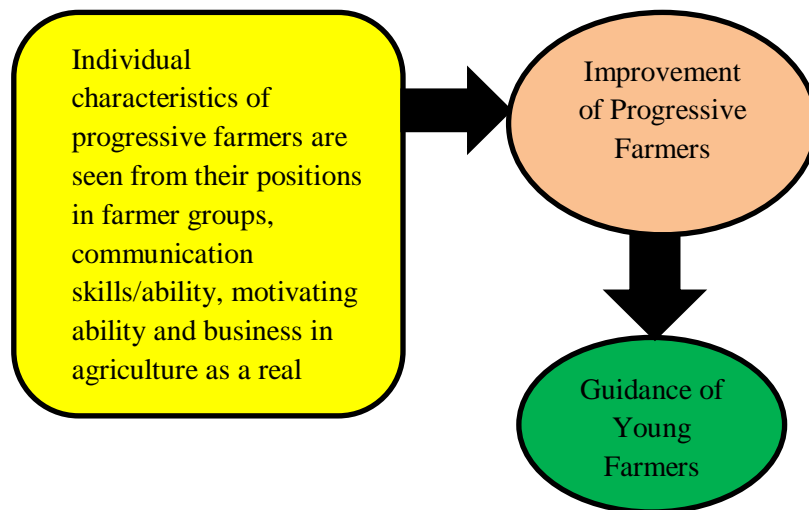 Individual
characteristics of
progressive farmers are
seen from their positions
in farmer groups,
communication
skills/ability, motivating
ability and business in
agriculture as a real
Improvement
of Progressive
Farmers
Guidance of
Young
Farmers